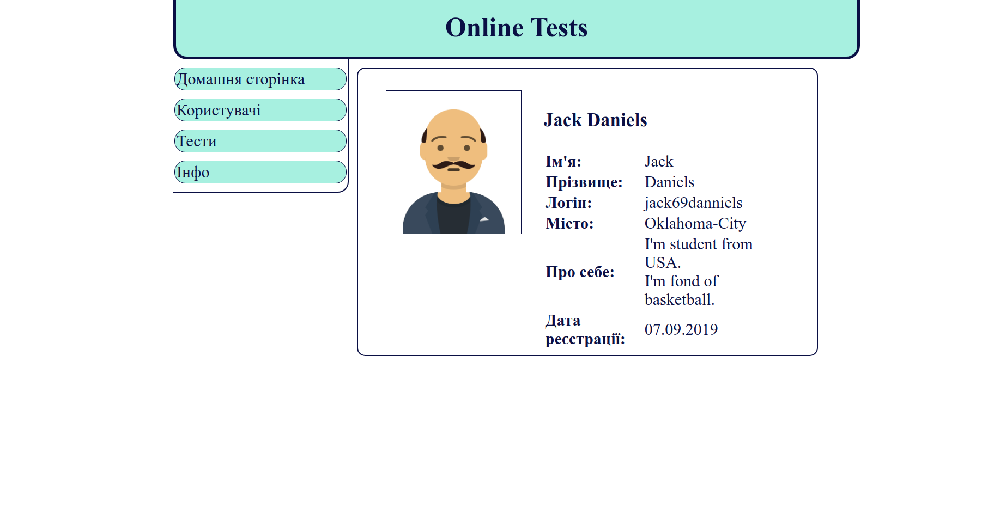 Online Tests
Домашня сторінка
Користувачі
Тести
Інфо
Jack Daniels
Ім'я: Jack
Прізвище: Daniels
Логін: jack69danniels
Місто: Oklahoma-City
Про себе:
I'm student from
USA.
I'm fond of
basketball.
Дата
реєстрації:
07.09.2019